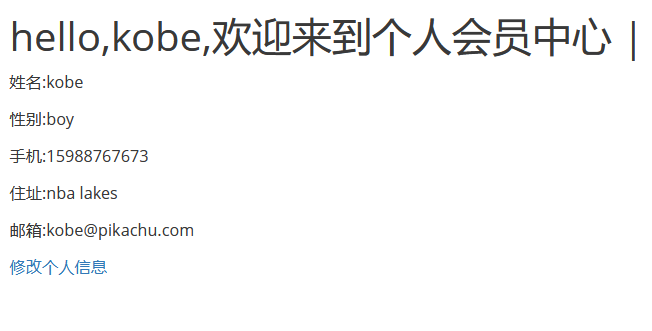 hello,kobe,欢迎来到个人会员中心 |
姓名:kobe
性别:boy
手机:15988767673
住址:nba lakes
邮箱:kobe@pikachu.com
修改个人信息